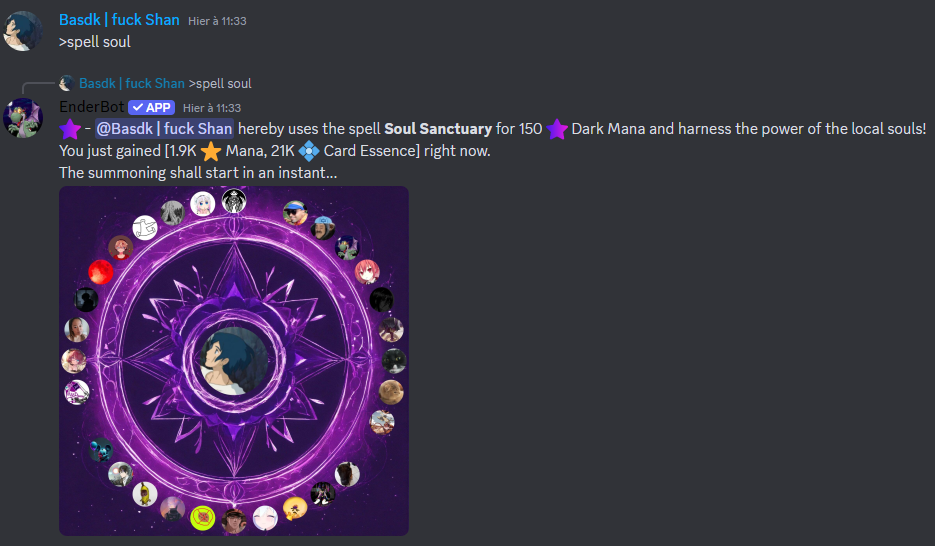 Basdk | fuck Shan Hier à 11:33
>spell soul
Basdk | fuck Shan >spell soul
EnderBot APP Hier à 11:33
- @Basdk | fuck Shan hereby uses the spell Soul Sanctuary for 150 Dark Mana and harness the power of the local souls!
You just gained [1.9K Mana, 21K Card Essence] right now.
The summoning shall start in an instant...